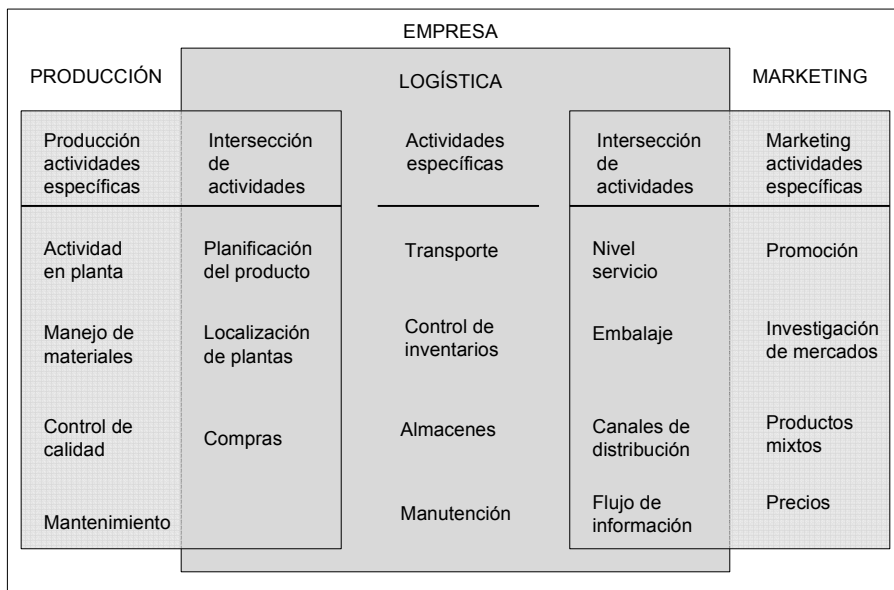 EMPRESA
PRODUCCIÓN
LOGÍSTICA
MARKETING
Producción
actividades
específicas
Intersección
de
actividades
Actividades
específicas
Intersección
de
actividades
Marketing
actividades
específicas
Actividad
en planta
Planificación
del producto
Transporte
Nivel
servicio
Promoción
Manejo de
materiales
Localización
de plantas
Control de
inventarios
Embalaje
Investigación
de mercados
Control de
calidad
Compras
Almacenes
Canales de
distribución
Productos
mixtos
Mantenimiento
Manutención
Flujo de
información
Precios